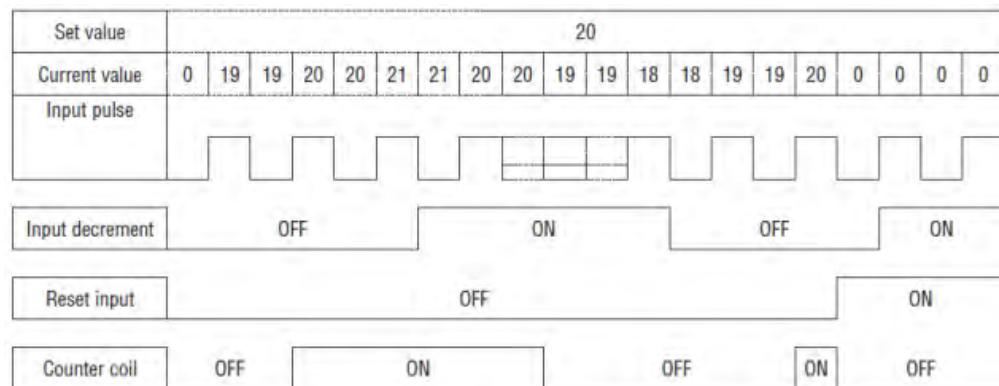 Set value 20
Current value 0 19 19 20 20 21 21 20 20 19 19 18 18 19 19 20 0 0 0 0
Input pulse
Input decrement OFF ON OFF ON
Reset input OFF ON
Counter coil OFF ON OFF ON OFF